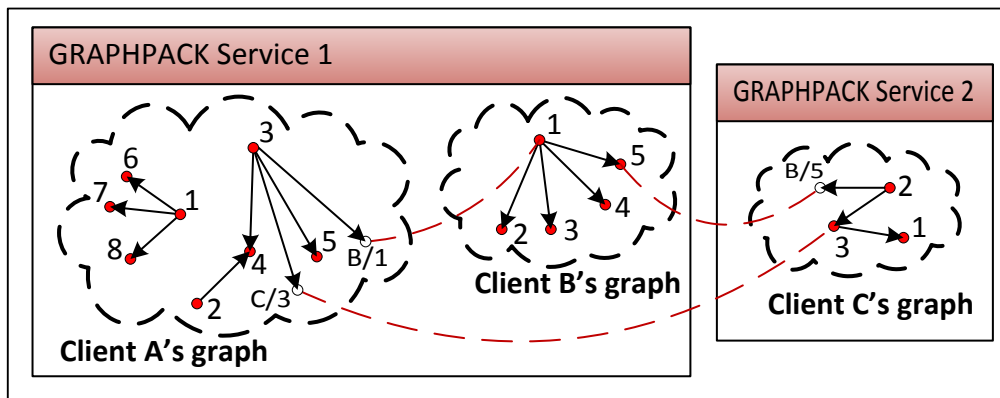 GRAPHPACK Service 1
GRAPHPACK Service 2
3
1
6
5
B/5
7
1
2
4
2
3
3
1
8
4
5
B/1
C/3
2
Client B's graph
Client C's graph
Client A's graph